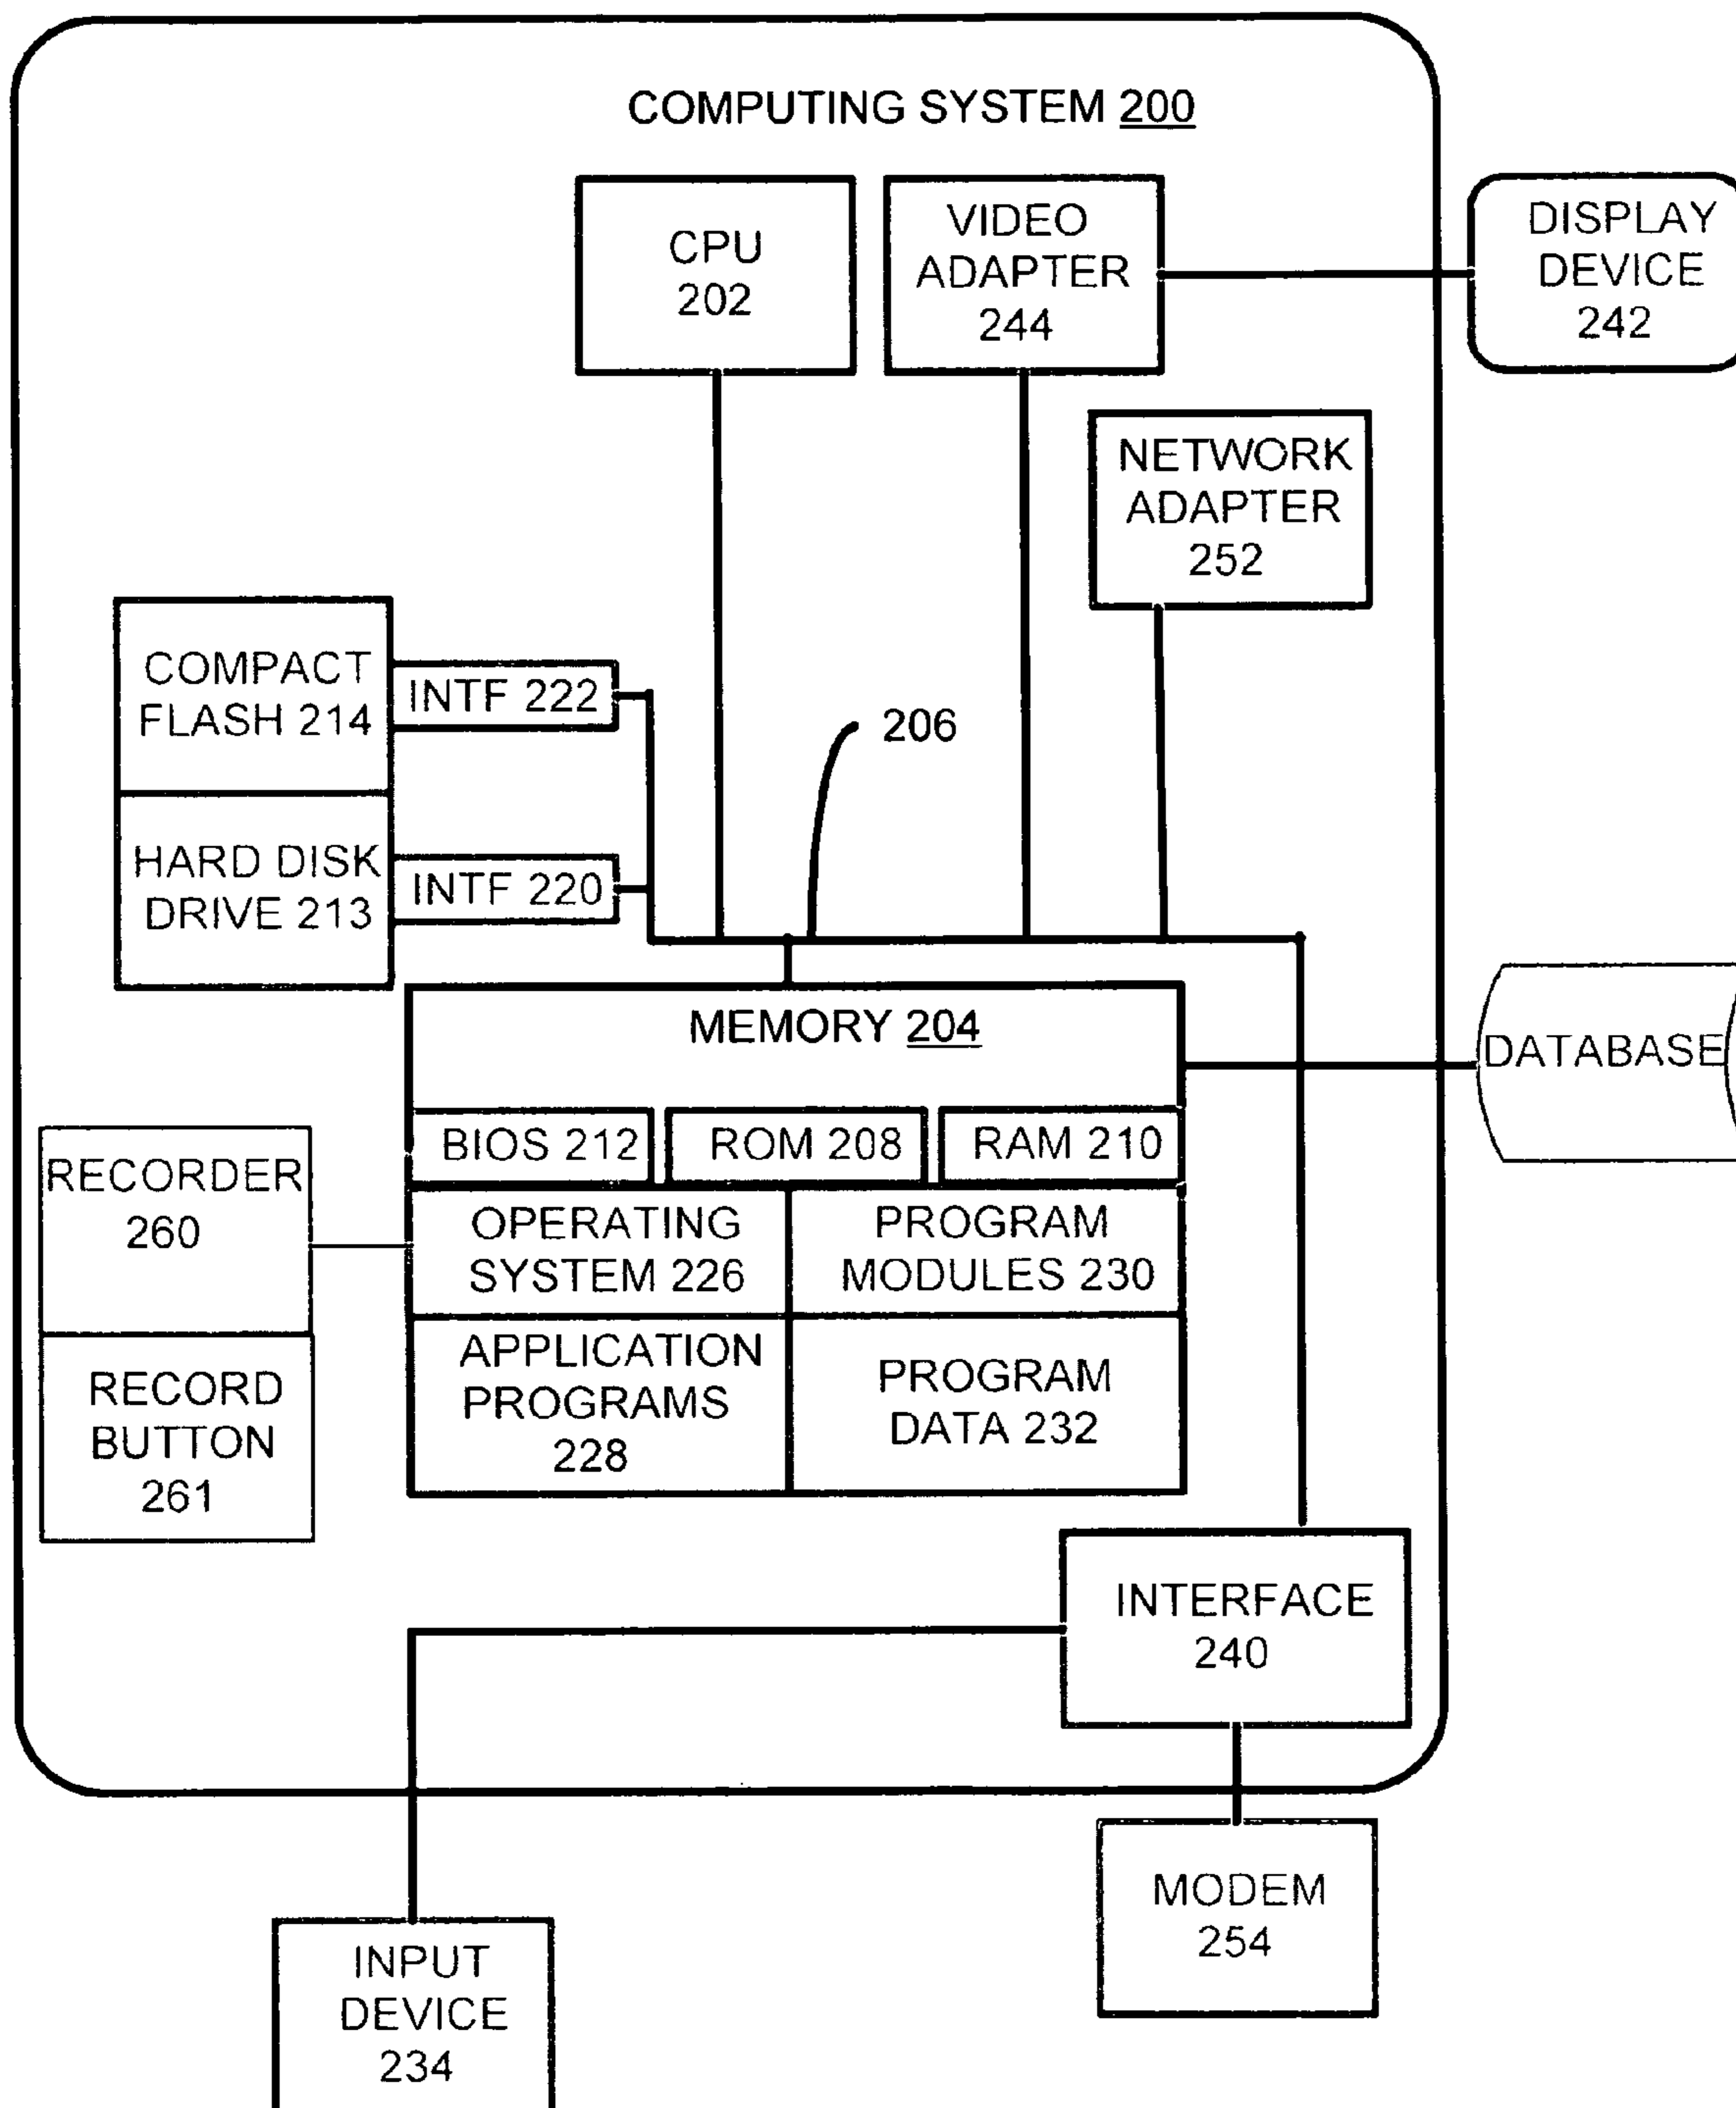 COMPUTING SYSTEM 200
CPU
202
VIDEO
ADAPTER
244
DISPLAY
DEVICE
242
NETWORK
ADAPTER
252
COMPACT
FLASH 214
INTF 222
206
HARD DISK
DRIVE 213
INTF 220
MEMORY 204
DATABASE
BIOS 212
ROM 208
RAM 210
RECORDER
260
OPERATING
SYSTEM 226
PROGRAM
MODULES 230
RECORD
BUTTON
261
APPLICATION
PROGRAMS
228
PROGRAM
DATA 232
INTERFACE
240
MODEM
254
INPUT
DEVICE
234